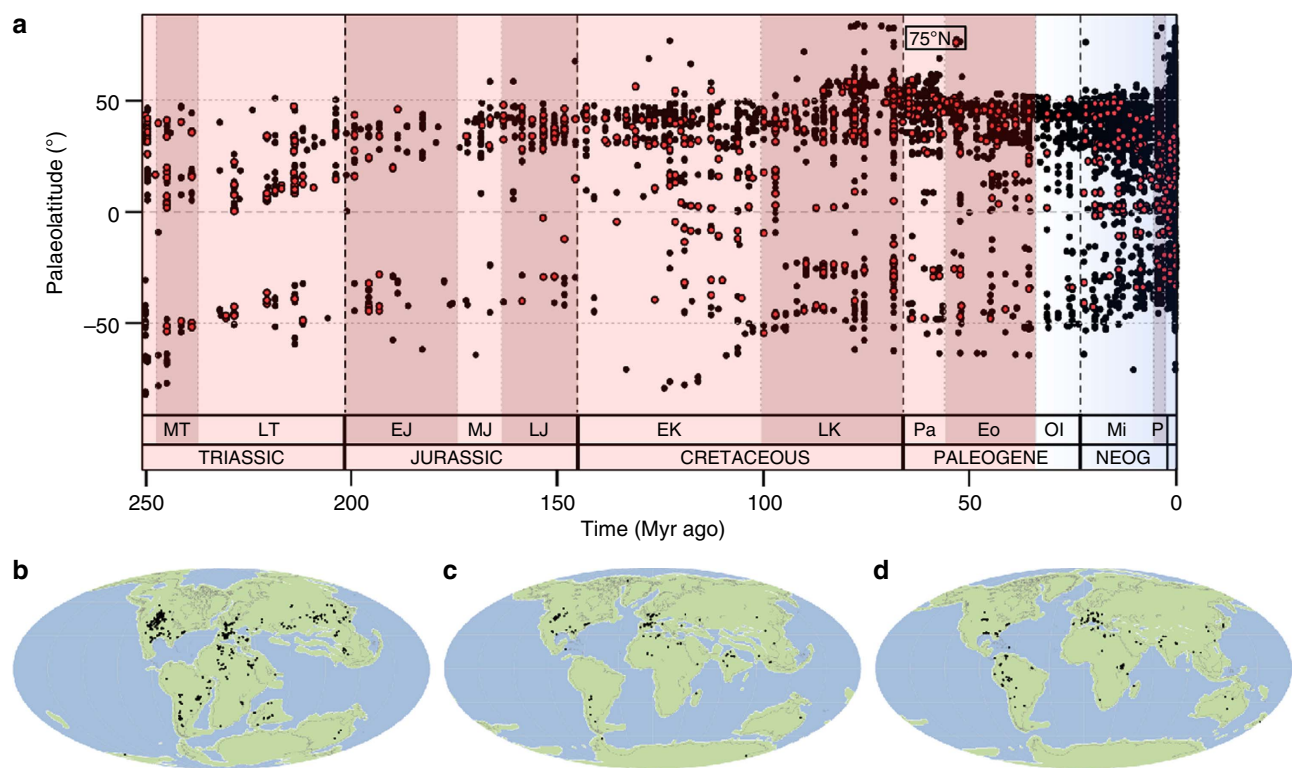 a
75°N
50
0
–50
Palaeolatitude (°)
MT LT EJ MJ LJ EK LK Pa Eo Ol Mi P
TRIASSIC JURASSIC CRETACEOUS PALEOGENE NEOG
250 200 150 100 50 0
Time (Myr ago)
b c d